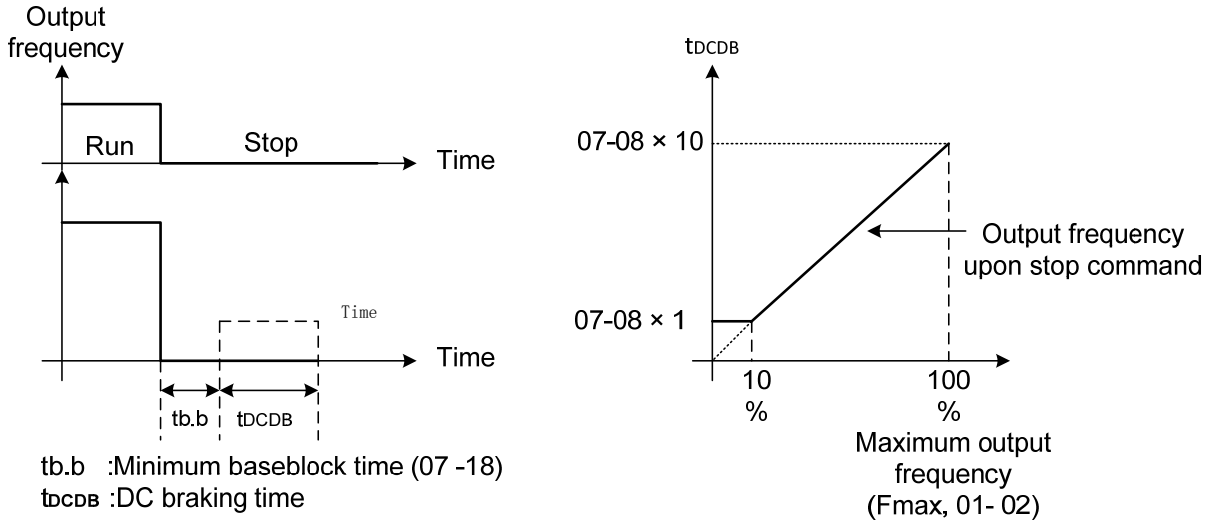 Output
frequency
Run
Stop
Time
Time
Time
tb.b
tDCDB
tb.b :Minimum baseblock time (07 -18)
tDCDB :DC braking time
tDCDB
07-08 × 10
07-08 × 1
Output frequency
upon stop command
10
%
100
%
Maximum output
frequency
(Fmax, 01- 02)